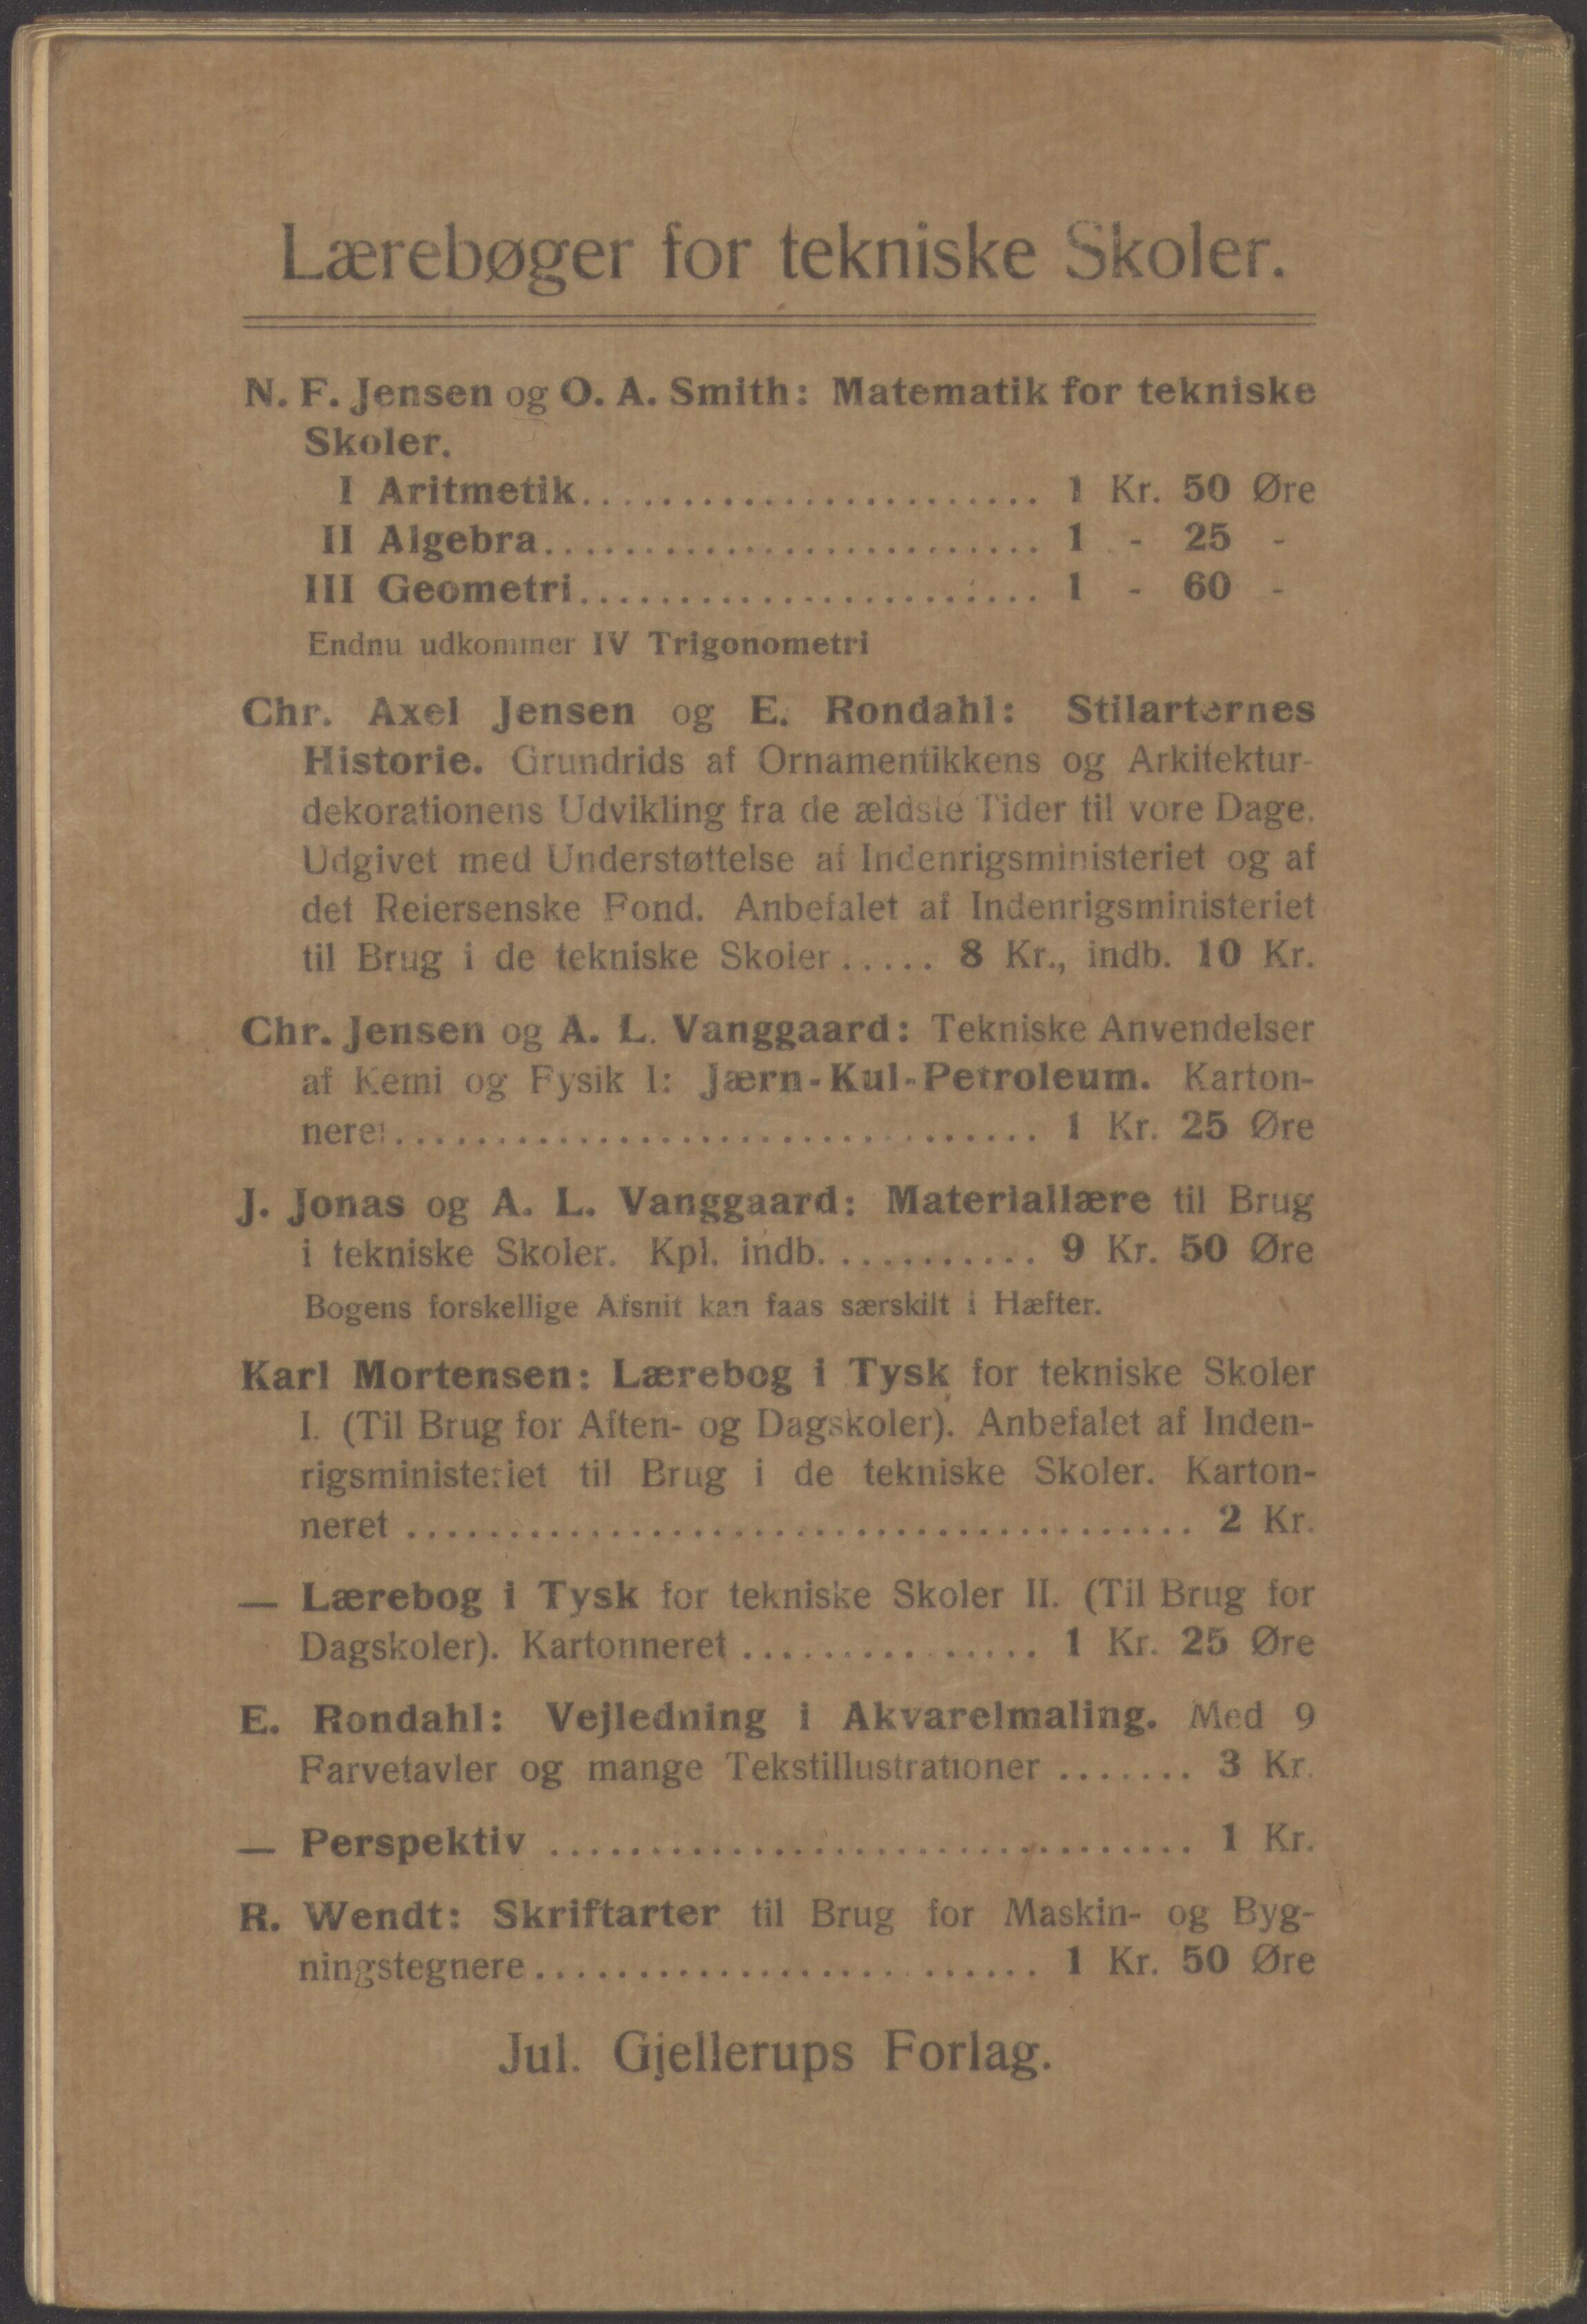 Lærebøger for tekniske Skoler.
N. F. Jensen og O. A. Smith: Matematik for tekniske
Skoler.
I Aritmetik....................... 1 Kr. 50 Øre
II Algebra......................... 1 - 25 -
III Geometri....................... 1 - 60 -
Endnu udkommer IV Trigonometri
Chr. Axel Jensen og E. Rondahl: Stilarternes
Historie. Grundrids af Ornamentikkens og Arkitektur-
dekorationens Udvikling fra de ældste Tider til vore Dage.
Udgivet med Understøttelse af Indenrigsministeriet og af
det Reiersenske Fond. Anbefalet af Indenrigsministeriet
til Brug i de tekniske Skoler..... 8 Kr., indb. 10 Kr.
Chr. Jensen og A. L. Vanggaard: Tekniske Anvendelser
af Kemi og Fysik I: Jærn-Kul-Petroleum. Karton-
neret................................ 1 Kr. 25 Øre
J. Jonas og A. L. Vanggaard: Materiallære til Brug
i tekniske Skoler. Kpl. indb. .......... 9 Kr. 50 Øre
Bogens forskellige Afsnit kan faas særskilt i Hæfter.
Karl Mortensen: Lærebog i Tysk for tekniske Skoler
I. (Til Brug for Aften- og Dagskoler). Anbefalet af Inden-
rigsministeriet til Brug i de tekniske Skoler. Karton-
neret ....................................... 2 Kr.
— Lærebog i Tysk for tekniske Skoler II. (Til Brug for
Dagskoler). Kartonneret ............... 1 Kr. 25 Øre
E. Rondahl: Vejledning i Akvarelmaling. Med 9
Farvetavler og mange Tekstillustrationer ....... 3 Kr.
— Perspektiv ................................ 1 Kr.
R. Wendt: Skriftarter til Brug for Maskin- og Byg-
ningstegnere......................... 1 Kr. 50 Øre
Jul. Gjellerups Forlag.